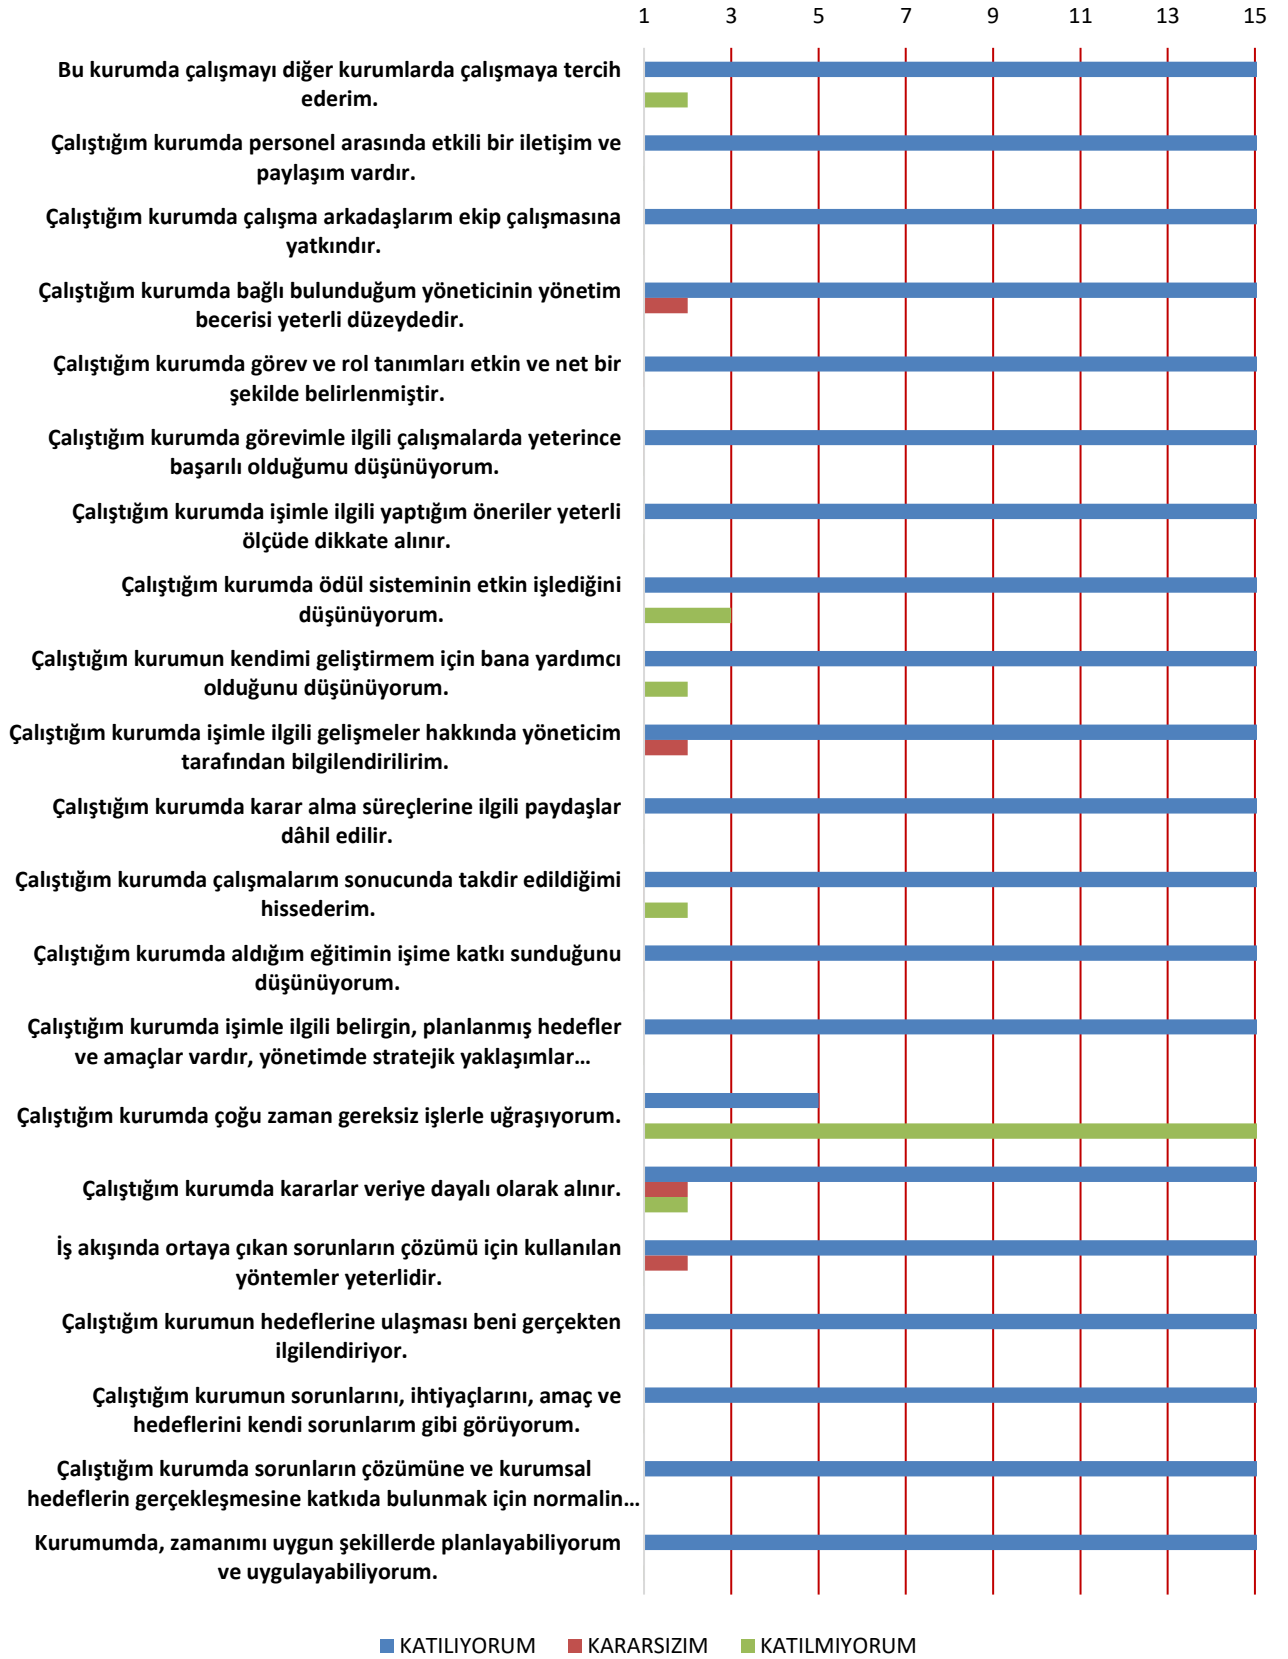 1 3 5 7 9 11 13 15
Bu kurumda çalışmayı diğer kurumlarda çalışmaya tercih
ederim.
Çalıştığım kurumda personel arasında etkili bir iletişim ve
paylaşım vardır.
Çalıştığım kurumda çalışma arkadaşlarım ekip çalışmasına
yatkındır.
Çalıştığım kurumda bağlı bulunduğum yöneticinin yönetim
becerisi yeterli düzeydedir.
Çalıştığım kurumda görev ve rol tanımları etkin ve net bir
şekilde belirlenmiştir.
Çalıştığım kurumda görevimle ilgili çalışmalarda yeterince
başarılı olduğumu düşünüyorum.
Çalıştığım kurumda işimle ilgili yaptığım öneriler yeterli
ölçüde dikkate alınır.
Çalıştığım kurumda ödül sisteminin etkin işlediğini
düşünüyorum.
Çalıştığım kurumun kendimi geliştirmem için bana yardımcı
olduğunu düşünüyorum.
Çalıştığım kurumda işimle ilgili gelişmeler hakkında yöneticim
tarafından bilgilendirilirim.
Çalıştığım kurumda karar alma süreçlerine ilgili paydaşlar
dâhil edilir.
Çalıştığım kurumda çalışmalarım sonucunda takdir edildiğimi
hissederim.
Çalıştığım kurumda aldığım eğitimin işime katkı sunduğunu
düşünüyorum.
Çalıştığım kurumda işimle ilgili belirgin, planlanmış hedefler
ve amaçlar vardır, yönetimde stratejik yaklaşımlar…
Çalıştığım kurumda çoğu zaman gereksiz işlerle uğraşıyorum.
Çalıştığım kurumda kararlar veriye dayalı olarak alınır.
İş akışında ortaya çıkan sorunların çözümü için kullanılan
yöntemler yeterlidir.
Çalıştığım kurumun hedeflerine ulaşması beni gerçekten
ilgilendiriyor.
Çalıştığım kurumun sorunlarını, ihtiyaçlarını, amaç ve
hedeflerini kendi sorunlarım gibi görüyorum.
Çalıştığım kurumda sorunların çözümüne ve kurumsal
hedeflerin gerçekleşmesine katkıda bulunmak için normalin…
Kurumumda, zamanımı uygun şekillerde planlayabiliyorum
ve uygulayabiliyorum.
KATILIYORUM KARARSIZIM KATILMIYORUM